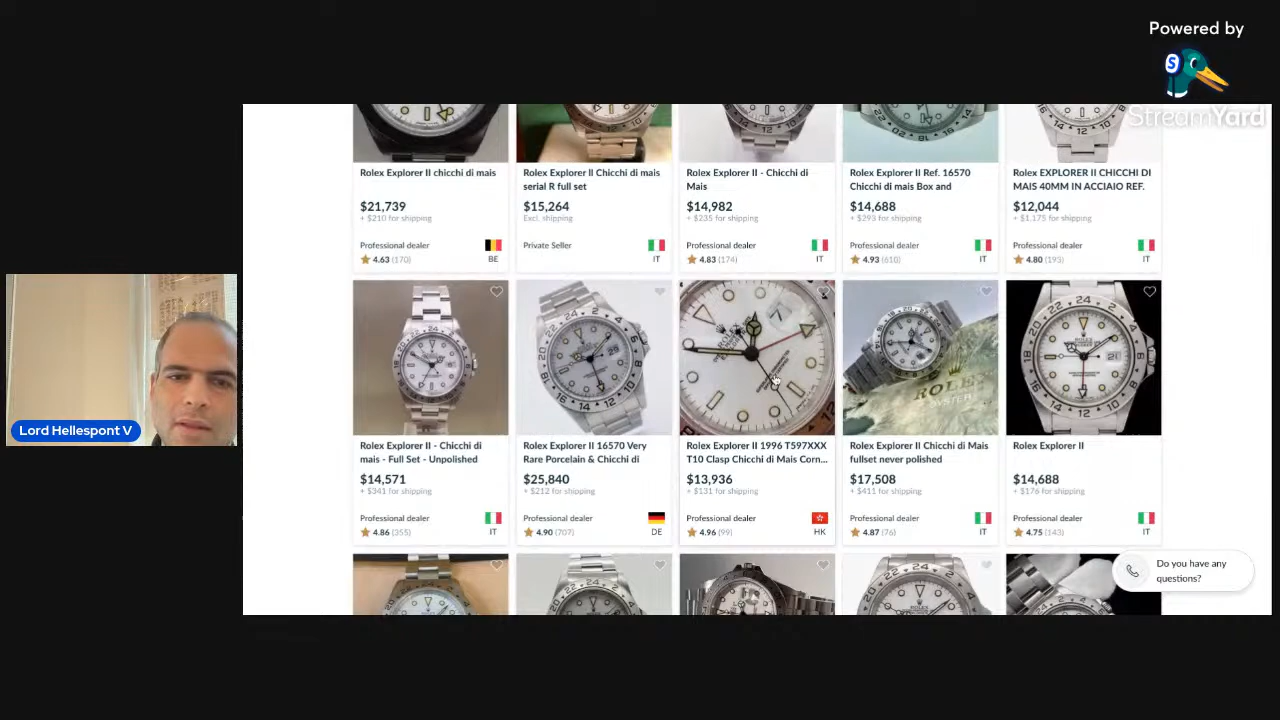 Powered by
S
StreamYard
Rolex Explorer II chicchi di mais
$21,739
+ $210 for shipping
Professional dealer
BE
4.63 (170)
Rolex Explorer II Chicchi di mais
serial R full set
$15,264
Excl. shipping
Private Seller
IT
Rolex Explorer II - Chicchi di
Mais
$14,982
+ $235 for shipping
Professional dealer
IT
4.83 (174)
Rolex Explorer II Ref. 16570
Chicchi di mais Box and
$14,688
+ $293 for shipping
Professional dealer
IT
4.93 (610)
Rolex EXPLORER II CHICCHI DI
MAIS 40MM IN ACCIAIO REF.
$12,044
+ $1,175 for shipping
Professional dealer
IT
4.80 (193)
Rolex Explorer II - Chicchi di
mais - Full Set - Unpolished
$14,571
+ $341 for shipping
Professional dealer
IT
4.86 (355)
Rolex Explorer II 16570 Very
Rare Porcelain & Chicchi di
$25,840
+ $212 for shipping
Professional dealer
DE
4.90 (707)
Rolex Explorer II 1996 T597XXX
T10 Clasp Chicchi di Mais Corn...
$13,936
+ $131 for shipping
Professional dealer
HK
4.96 (99)
ROLEX
OYSTER
Rolex Explorer II Chicchi di Mais
fullset never polished
$17,508
+ $411 for shipping
Professional dealer
IT
4.87 (76)
Rolex Explorer II
$14,688
+ $176 for shipping
Professional dealer
IT
4.75 (143)
Do you have any
questions?
Lord Hellespont V